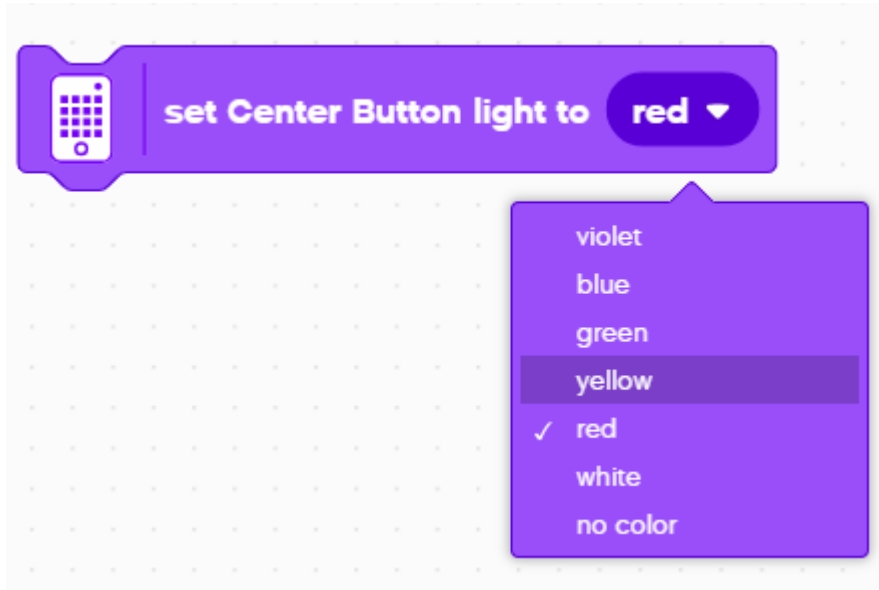 set Center Button light to red
violet
blue
green
yellow
red
white
no color